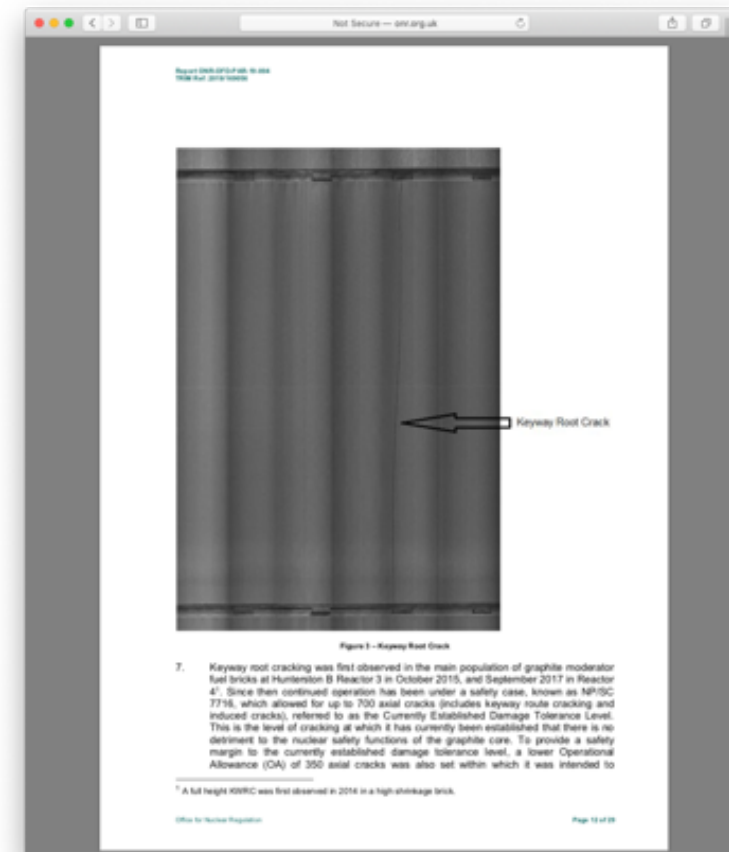 Not Secure — onr.org.uk
Keyway Root Crack
Figure 3 – Keyway Root Crack
7. Keyway root cracking was first observed in the main population of graphite moderator
fuel bricks at Hunterston B Reactor 3 in October 2015, and September 2017 in Reactor
4¹. Since then continued operation has been under a safety case, known as NP/SC
7716, which allowed for up to 700 axial cracks (includes keyway route cracking and
induced cracks), referred to as the Currently Established Damage Tolerance Level.
This is the level of cracking at which it has currently been established that there is no
detriment to the nuclear safety functions of the graphite core. To provide a safety
margin to the currently established damage tolerance level, a lower Operational
Allowance (OA) of 350 axial cracks was also set within which it was intended to
¹ A full height KWRC was first observed in 2014 in a high shrinkage brick.
Office for Nuclear Regulation
Page 12 of 29